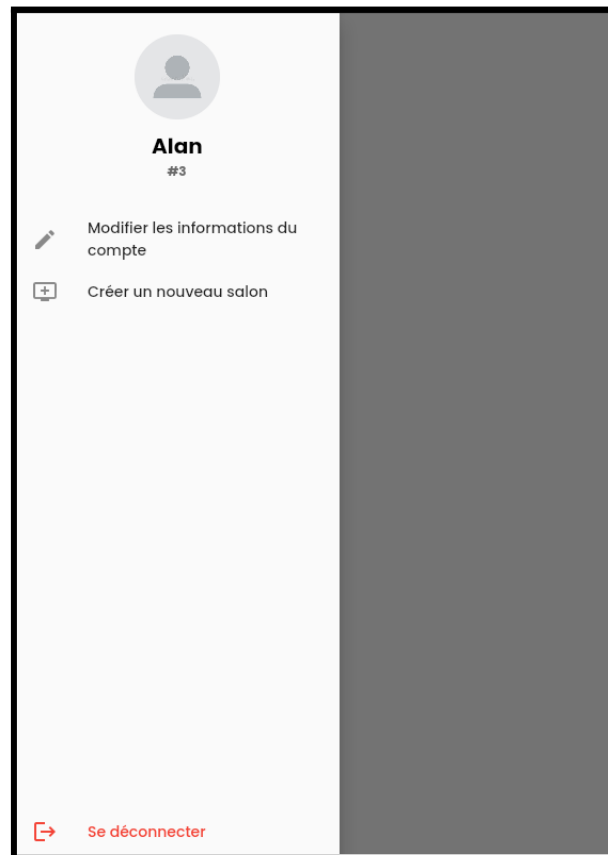 Alan
#3
Modifier les informations du
compte
Créer un nouveau salon
Se déconnecter